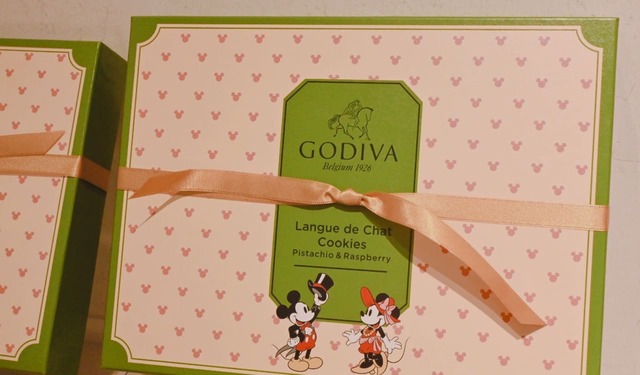 GODIVA
Belgium 1926
Langue de Chat
Cookies
Pistachio & Raspberry